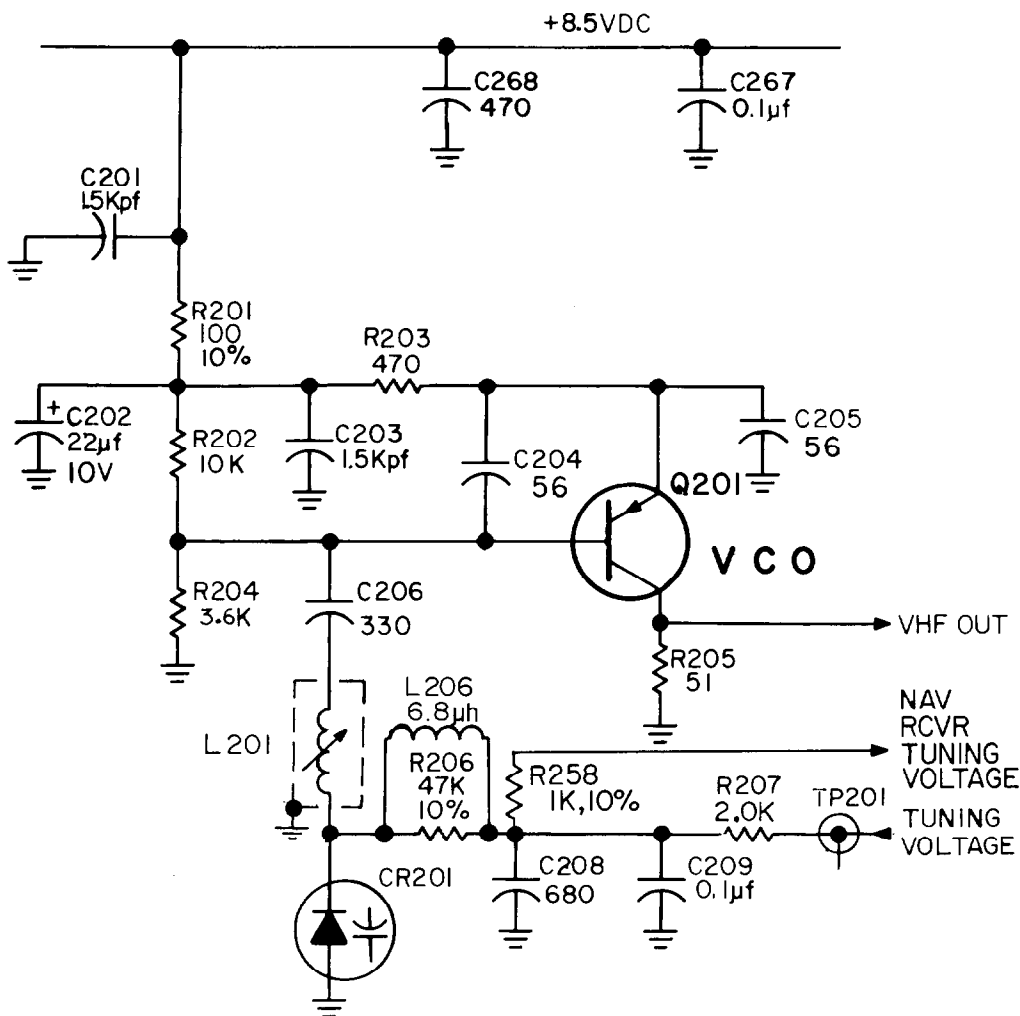 +8.5VDC
C268
470
C267
0.1µf
C201
1.5Kpf
R201
100
10%
R203
470
C202
22µf
10V
+
R202
10K
C203
1.5Kpf
C204
56
C205
56
Q201
VCO
R204
3.6K
C206
330
VHF OUT
R205
51
L201
L206
6.8µh
R206
47K
10%
R258
1K,10%
NAV
RCVR
TUNING
VOLTAGE
R207
2.0K
TP201
TUNING
VOLTAGE
CR201
C208
680
C209
0.1µf